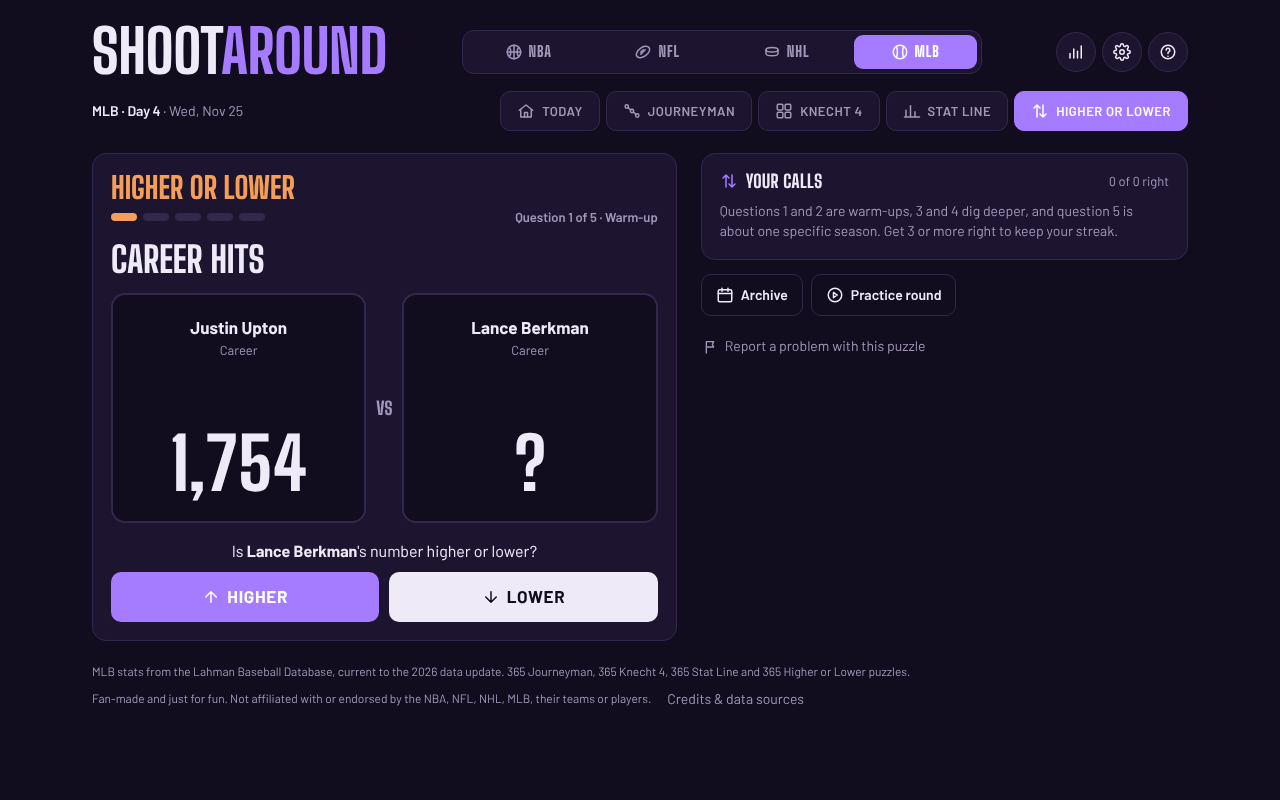 SHOOTAROUND
NBA
NFL
NHL
MLB
MLB · Day 4 · Wed, Nov 25
TODAY
JOURNEYMAN
KNECHT 4
STAT LINE
HIGHER OR LOWER
HIGHER OR LOWER
Question 1 of 5 · Warm-up
CAREER HITS
Justin Upton
Career
1,754
VS
Lance Berkman
Career
?
Is Lance Berkman's number higher or lower?
HIGHER
LOWER
YOUR CALLS
0 of 0 right
Questions 1 and 2 are warm-ups, 3 and 4 dig deeper, and question 5 is
about one specific season. Get 3 or more right to keep your streak.
Archive
Practice round
Report a problem with this puzzle
MLB stats from the Lahman Baseball Database, current to the 2026 data update. 365 Journeyman, 365 Knecht 4, 365 Stat Line and 365 Higher or Lower puzzles.
Fan-made and just for fun. Not affiliated with or endorsed by the NBA, NFL, NHL, MLB, their teams or players.
Credits & data sources